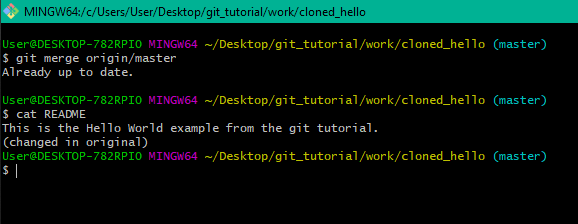 MINGW64:/c/Users/User/Desktop/git_tutorial/work/cloned_hello
User@DESKTOP-782RPIO MINGW64 ~/Desktop/git_tutorial/work/cloned_hello (master)
$ git merge origin/master
Already up to date.
User@DESKTOP-782RPIO MINGW64 ~/Desktop/git_tutorial/work/cloned_hello (master)
$ cat README
This is the Hello World example from the git tutorial.
(changed in original)
User@DESKTOP-782RPIO MINGW64 ~/Desktop/git_tutorial/work/cloned_hello (master)
$